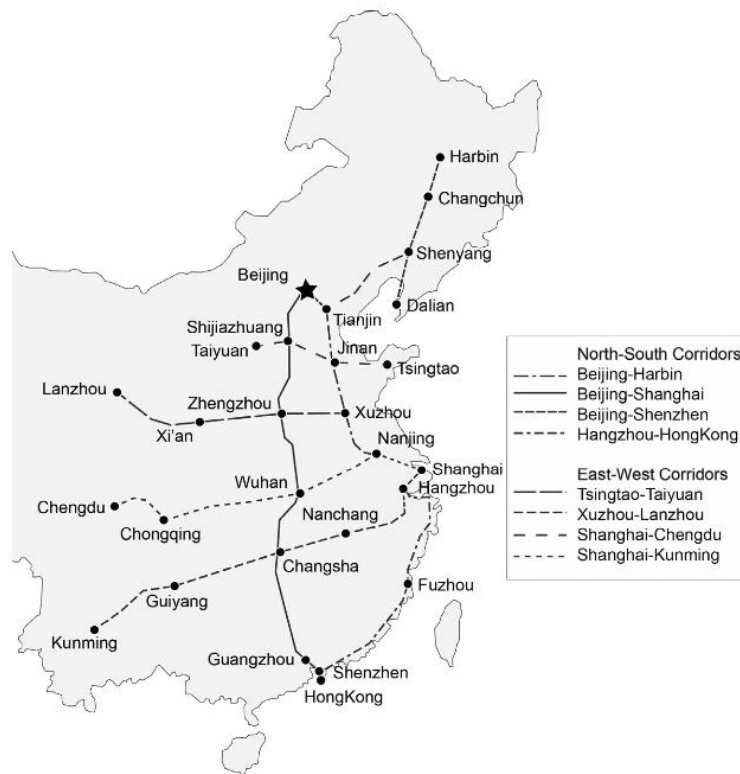 Harbin
Changchun
Shenyang
Beijing
Dalian
Tianjin
Shijiazhuang
Jinan
Taiyuan
Tsingtao
Lanzhou
Zhengzhou
Xuzhou
Xi'an
Nanjing
Shanghai
Wuhan
Hangzhou
Chengdu
Nanchang
Chongqing
Changsha
Fuzhou
Guiyang
Kunming
Guangzhou
Shenzhen
HongKong
North-South Corridors
Beijing-Harbin
Beijing-Shanghai
Beijing-Shenzhen
Hangzhou-HongKong
East-West Corridors
Tsingtao-Taiyuan
Xuzhou-Lanzhou
Shanghai-Chengdu
Shanghai-Kunming